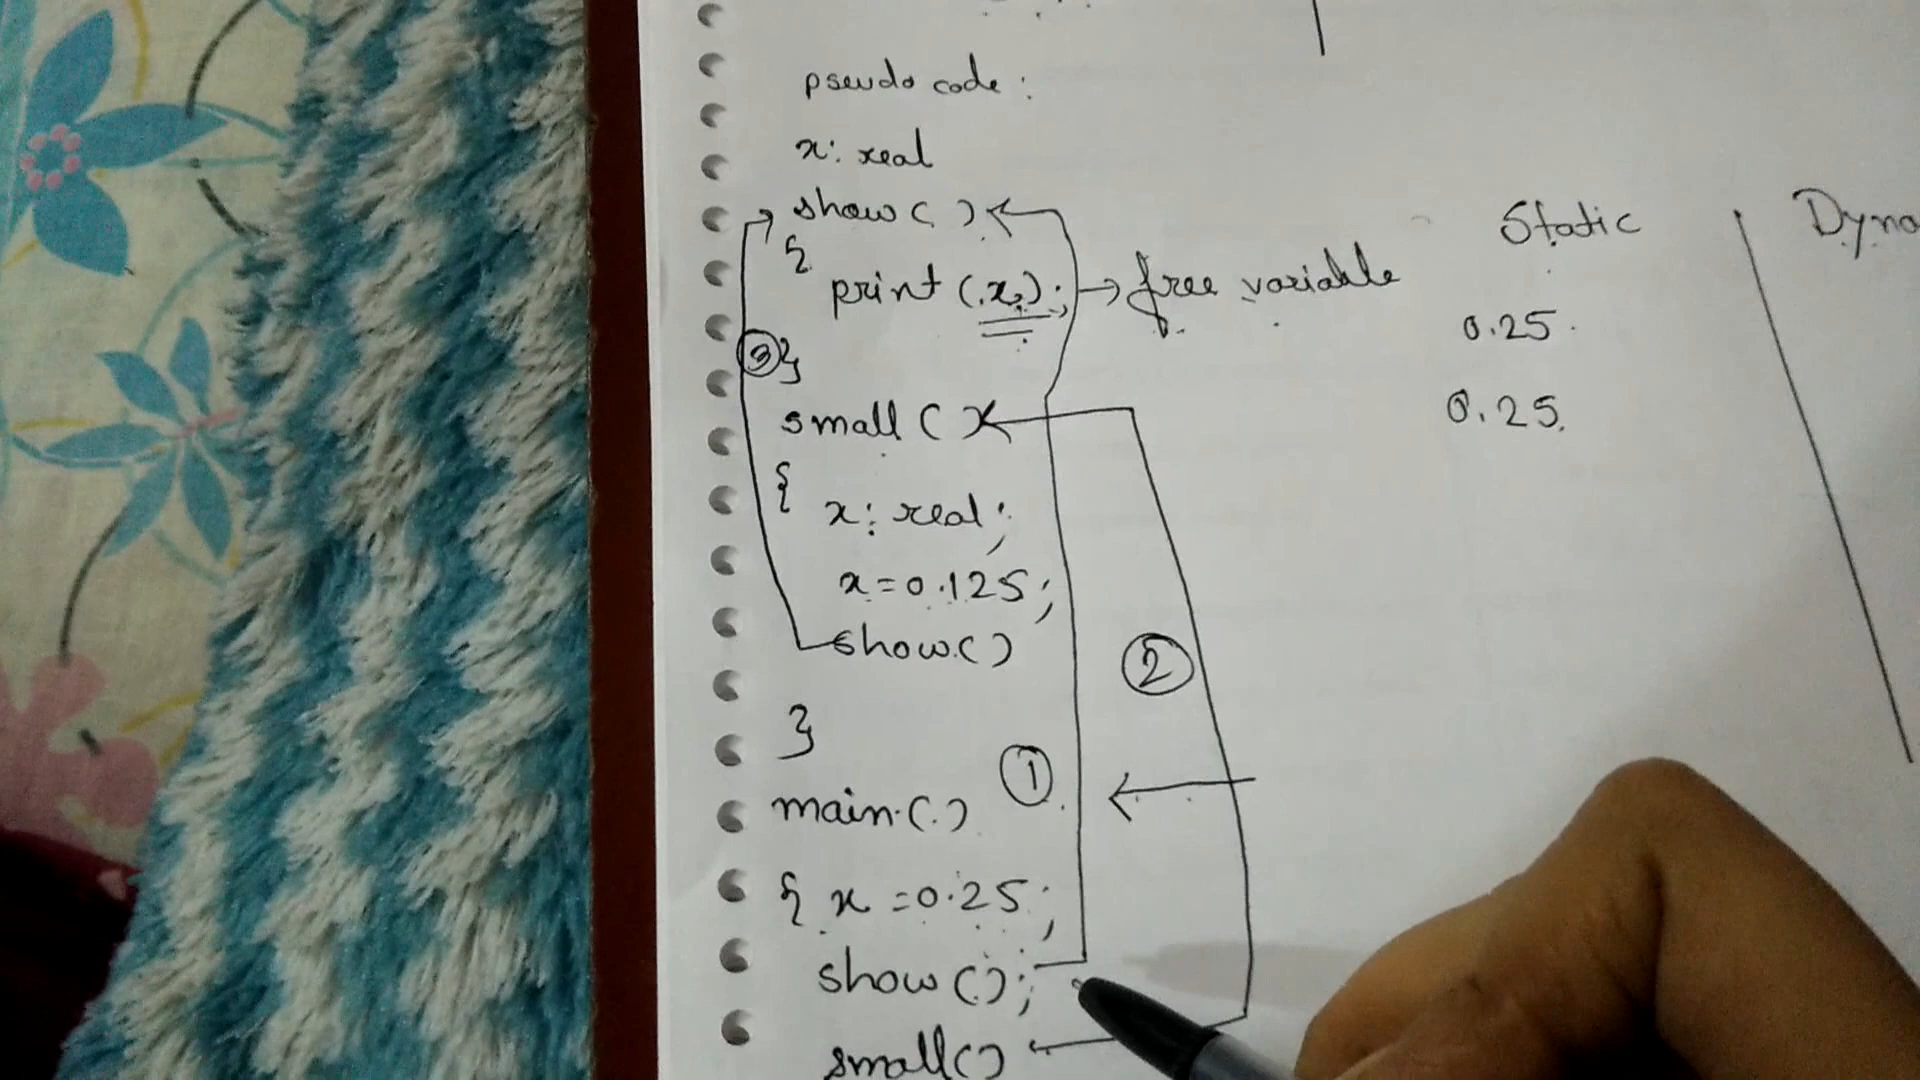 pseudo code :
x: real
show ( )
{
print (x); → free variable
}
small ( )
{
x: real;
x = 0.125;
show ( )
}
main ( )
{ x = 0.25;
show ( );
small ( )
1
2
3
Static
0.25
0.25
Dyna